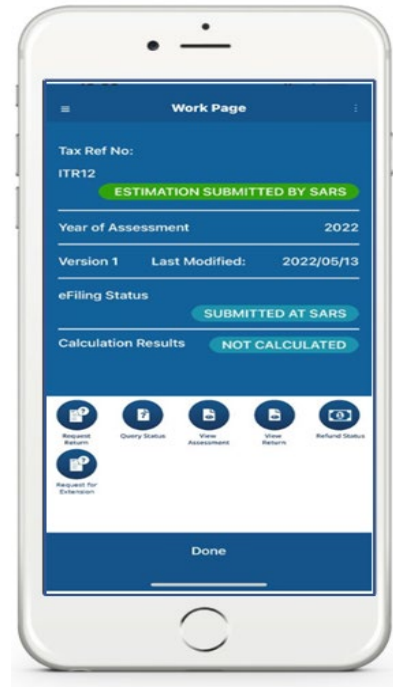 Work Page
Tax Ref No:
ITR12
ESTIMATION SUBMITTED BY SARS
Year of Assessment 2022
Version 1 Last Modified: 2022/05/13
eFiling Status
SUBMITTED AT SARS
Calculation Results NOT CALCULATED
Request Return
Query Status
View Assessment
View Return
Refund Status
Request for Extension
Done